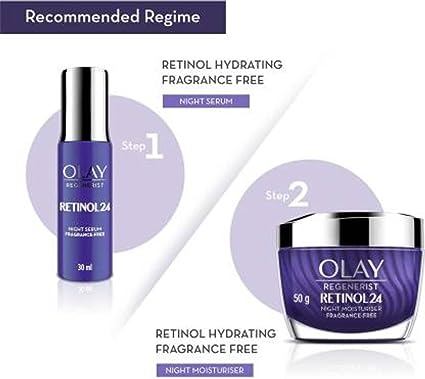 Recommended Regime
RETINOL HYDRATING
FRAGRANCE FREE
NIGHT SERUM
Step 1
OLAY
REGENERIST
RETINOL24
NIGHT SERUM
FRAGRANCE-FREE
30 ml
Step 2
OLAY
REGENERIST
50 g RETINOL24
NIGHT MOISTURISER
FRAGRANCE-FREE
RETINOL HYDRATING
FRAGRANCE FREE
NIGHT MOISTURISER